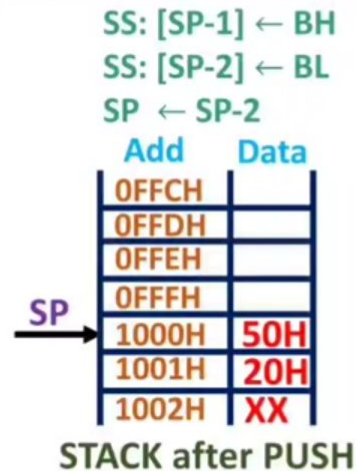 SS: [SP-1] ← BH
SS: [SP-2] ← BL
SP ← SP-2
Add Data
0FFCH
0FFDH
0FFEH
0FFFH
SP
1000H 50H
1001H 20H
1002H XX
STACK after PUSH